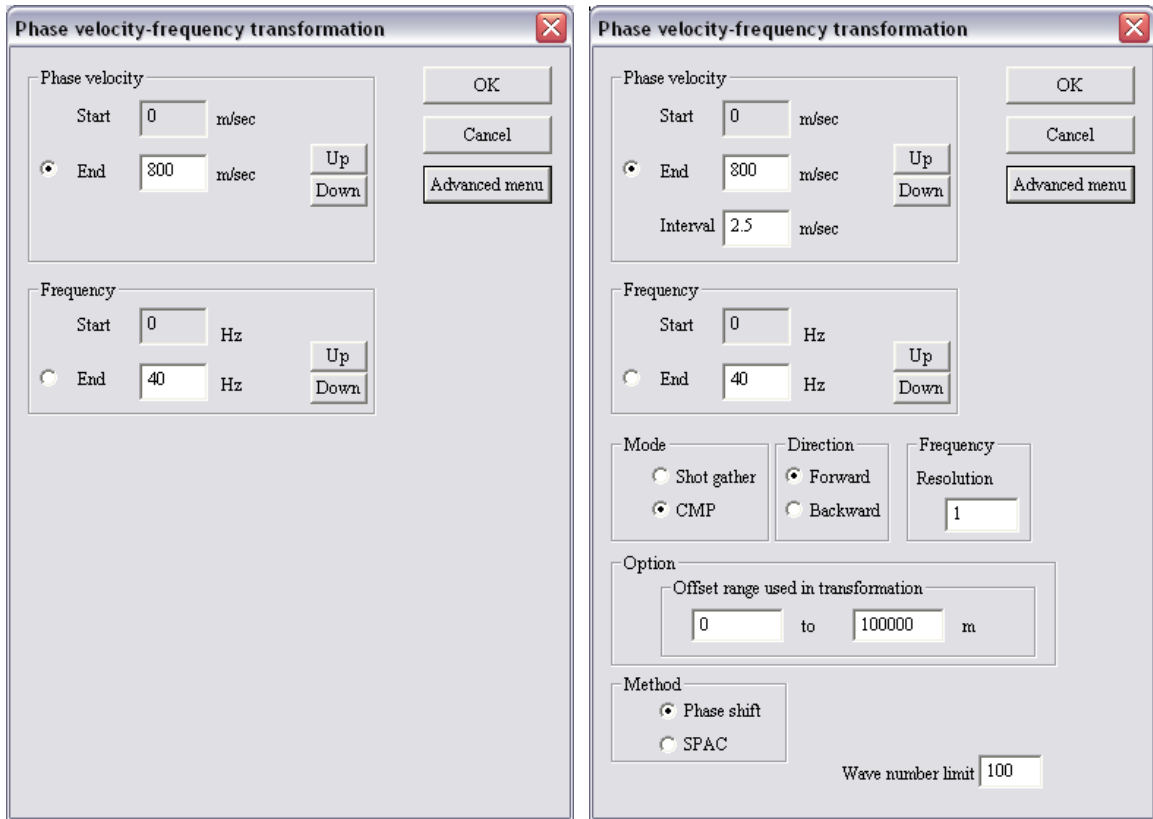 Phase velocity-frequency transformation
Phase velocity
Start 0 m/sec
End 800 m/sec
Up
Down
OK
Cancel
Advanced menu
Frequency
Start 0 Hz
End 40 Hz
Up
Down
Phase velocity-frequency transformation
Phase velocity
Start 0 m/sec
End 800 m/sec
Interval 2.5 m/sec
Up
Down
OK
Cancel
Advanced menu
Frequency
Start 0 Hz
End 40 Hz
Up
Down
Mode
Shot gather
CMP
Direction
Forward
Backward
Frequency
Resolution
1
Option
Offset range used in transformation
0 to 100000 m
Method
Phase shift
SPAC
Wave number limit 100